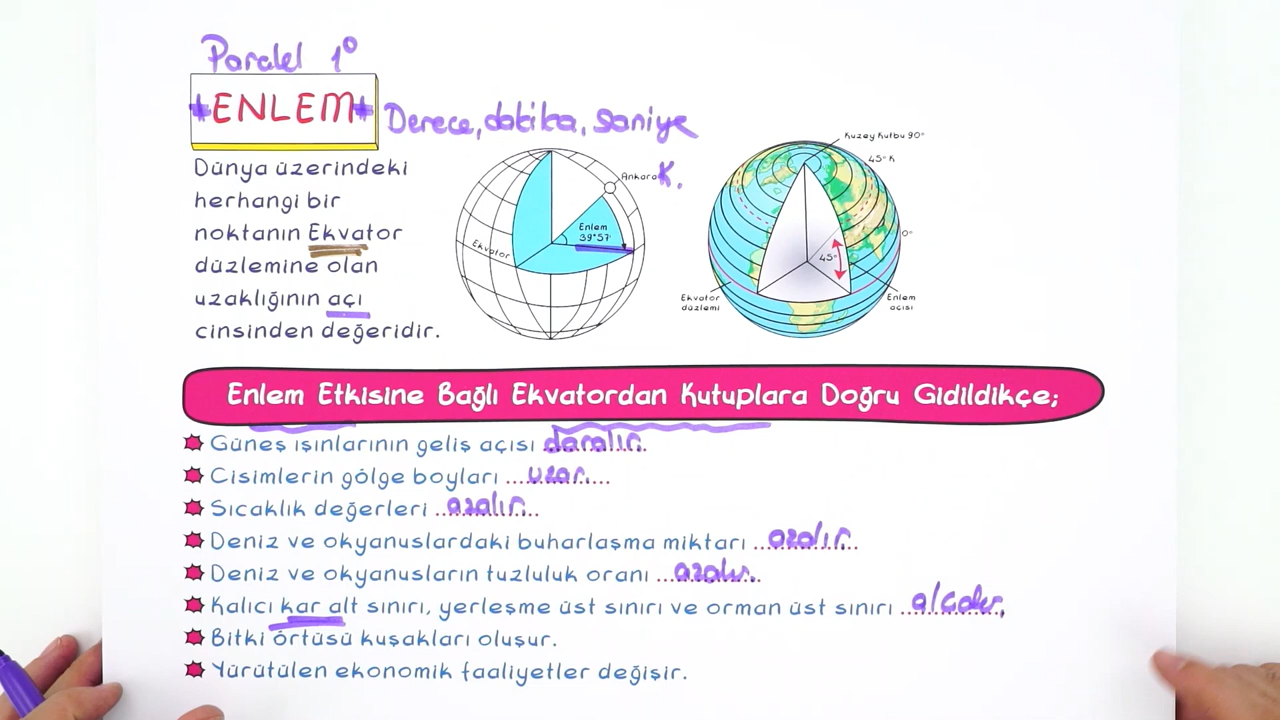 Paralel 1°
ENLEM
Derece, dakika, saniye
Dünya üzerindeki
herhangi bir
noktanın Ekvator
düzlemine olan
uzaklığının açı
cinsinden değeridir.
Ankara K.
Enlem
39°57'
Ekvator
Kuzey Kutbu 90°
45° K
0°
45°
Ekvator
düzlemi
Enlem
açısı
Enlem Etkisine Bağlı Ekvatordan Kutuplara Doğru Gidildikçe;
Güneş ışınlarının geliş açısı daralır.
Cisimlerin gölge boyları ....uzar.......
Sıcaklık değerleri ..azalır....
Deniz ve okyanuslardaki buharlaşma miktarı ..azalır..
Deniz ve okyanusların tuzluluk oranı ...azalır..
Kalıcı kar alt sınırı, yerleşme üst sınırı ve orman üst sınırı ..alçalır.
Bitki örtüsü kuşakları oluşur.
Yürütülen ekonomik faaliyetler değişir.